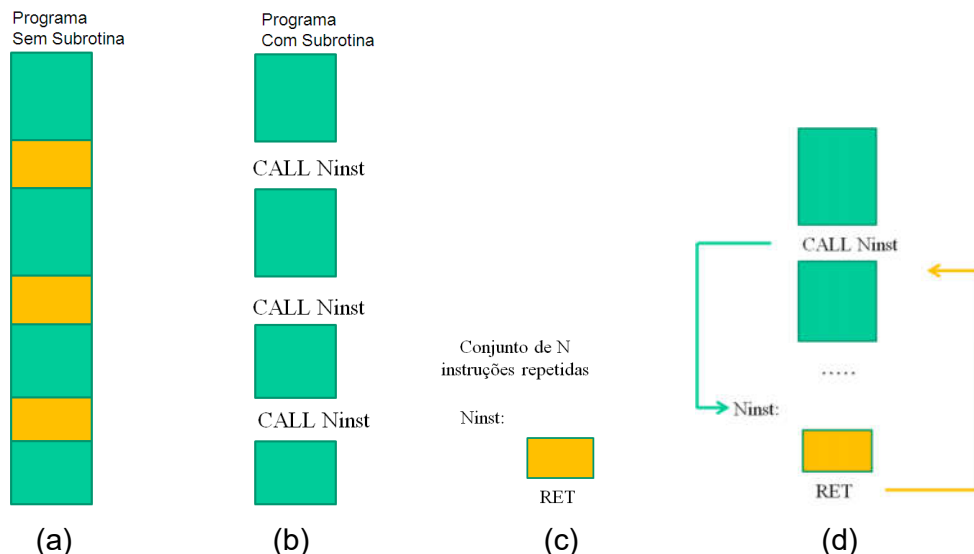 Programa
Sem Subrotina
Programa
Com Subrotina
CALL Ninst
CALL Ninst
CALL Ninst
Conjunto de N
instruções repetidas
Ninst:
RET
CALL Ninst
.....
Ninst:
RET
(a)
(b)
(c)
(d)